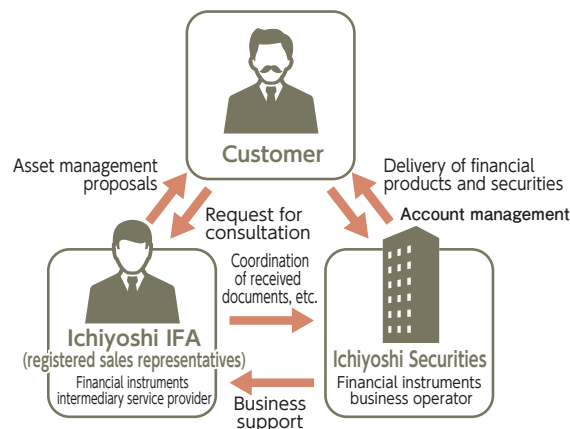 Customer
Asset management
proposals
Delivery of financial
products and securities
Account management
Request for
consultation
Coordination
of received
documents, etc.
Ichiyoshi IFA
(registered sales representatives)
Financial instruments
intermediary service provider
Ichiyoshi Securities
Financial instruments
business operator
Business
support